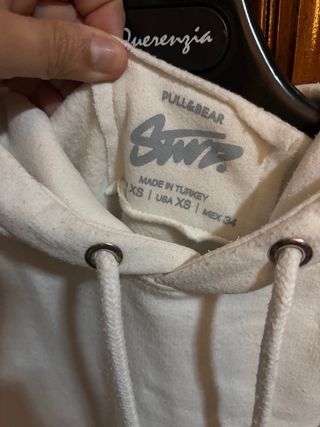 Querenzia
PULL&BEAR
STWD.
MADE IN TURKEY
XS | USA XS | MEX 34